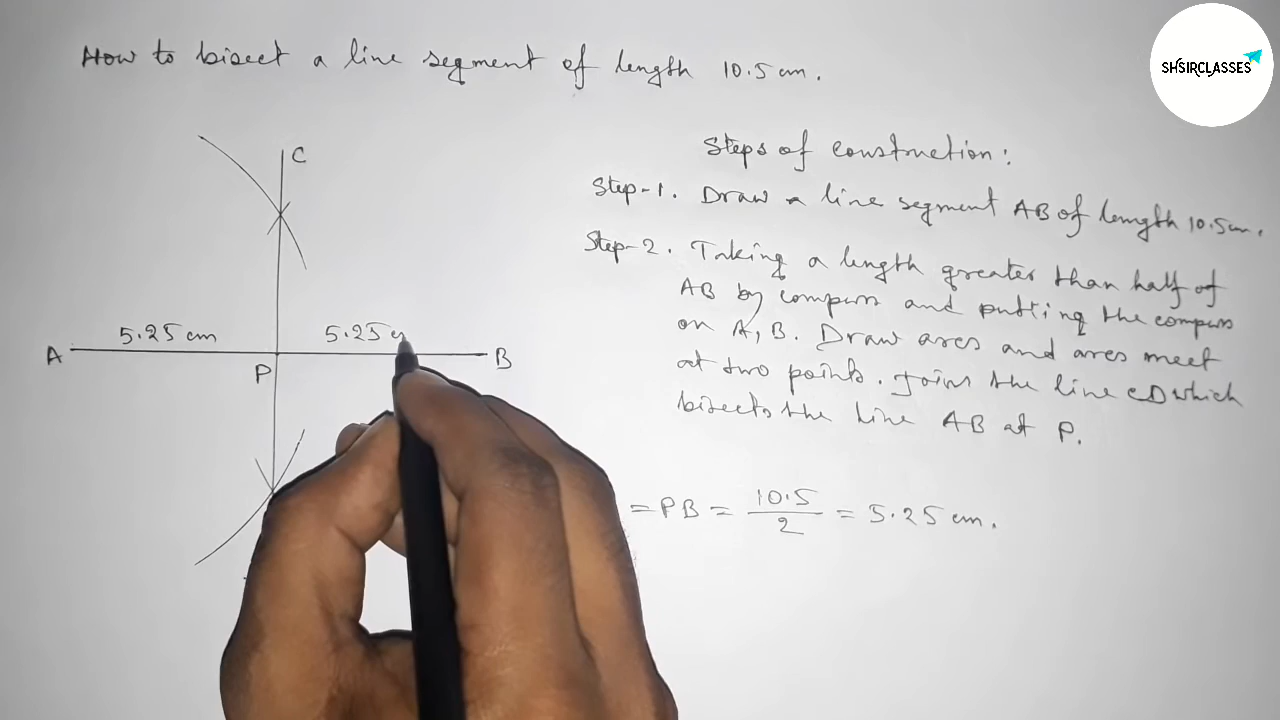 How to bisect a line segment of length 10.5 cm.
SHSIRCLASSES
C
5.25 cm
5.25 c
A
P
B
Steps of construction:
Step-1. Draw a line segment AB of length 10.5cm.
Step-2. Taking a length greater than half of
AB by compass and putting the compass
on A, B. Draw arcs and arcs meet
at two points. Joins the line CD which
bisects the line AB at P.
= PB = 10.5/2 = 5.25 cm.